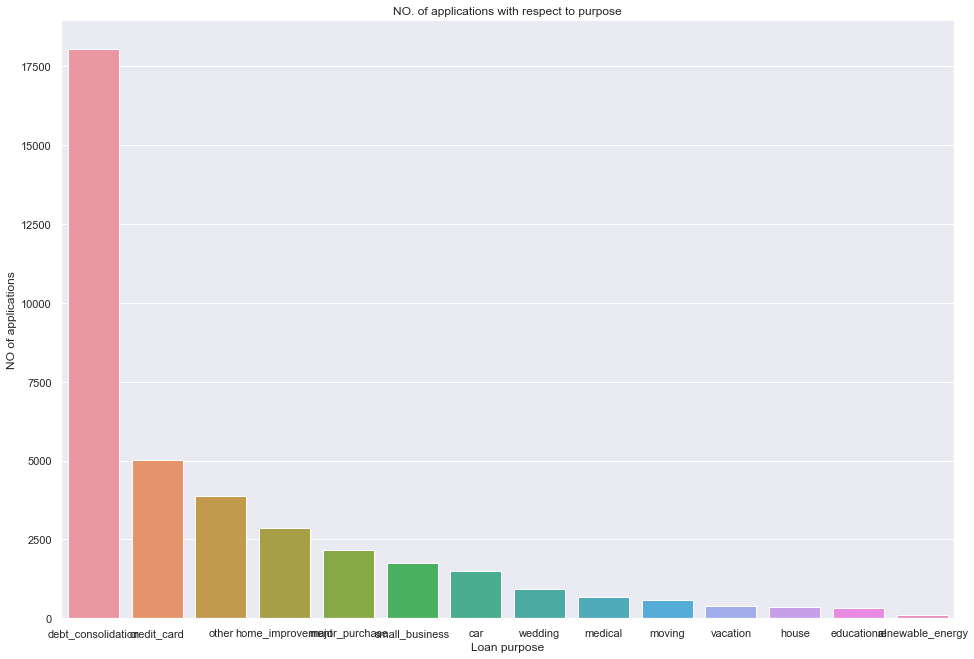 NO. of applications with respect to purpose
17500
15000
12500
10000
7500
5000
2500
0
NO of applications
debt_consolidation credit_card other home_improvement major_purchase small_business car wedding medical moving vacation house educational renewable_energy
Loan purpose